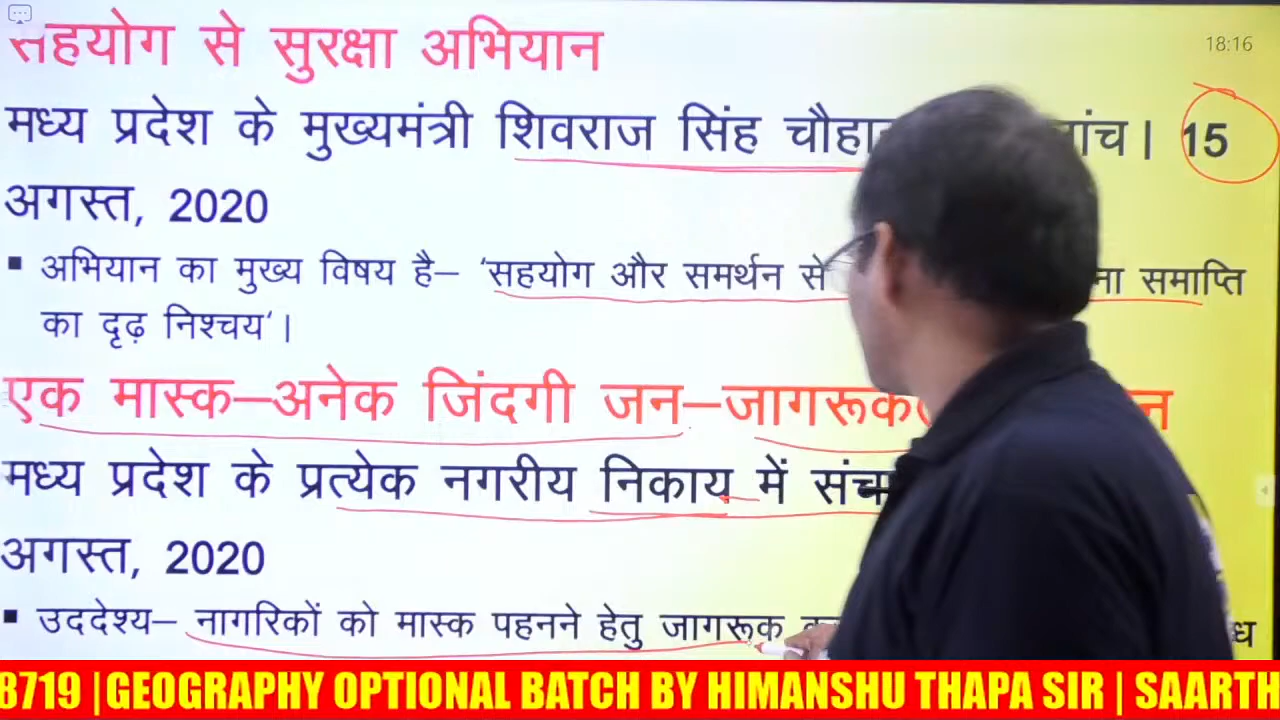 18:16
सहयोग से सुरक्षा अभियान
मध्य प्रदेश के मुख्यमंत्री शिवराज सिंह । 15
अगस्त, 2020
▪ अभियान का मुख्य विषय है– ‘सहयोग और समर्थन से समाप्ति
का दृढ़ निश्चय‘।
एक मास्क–अनेक जिंदगी जन–
मध्य प्रदेश के प्रत्येक नगरीय निकाय में
अगस्त, 2020
▪ उददेश्य– नागरिकों को मास्क पहनने हेतु जागरूक
8719 |GEOGRAPHY OPTIONAL BATCH BY HIMANSHU THAPA SIR | SAARTH